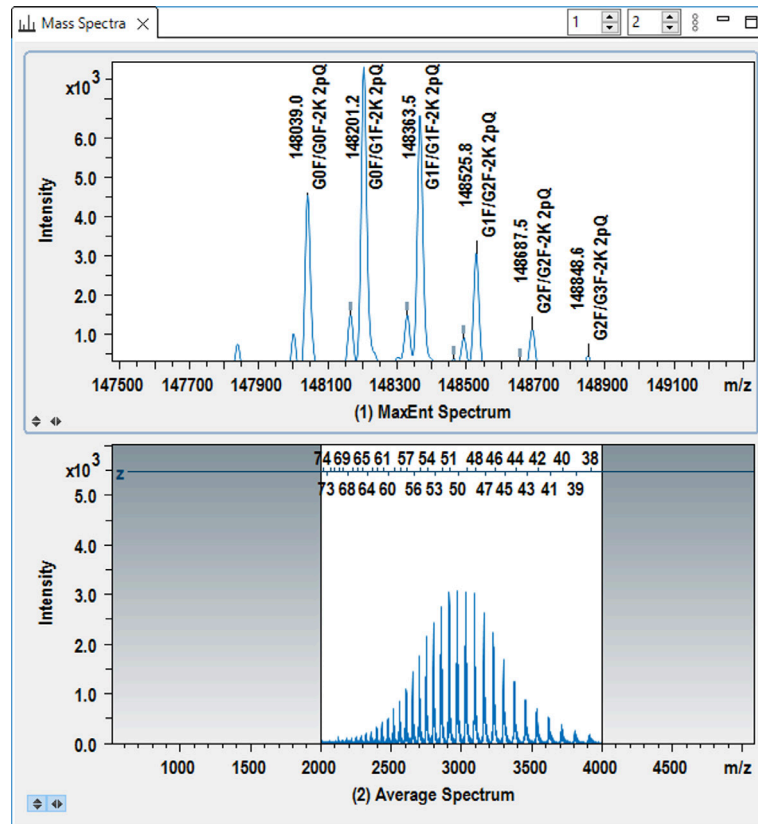 Mass Spectra
1
2
x10³
6.0
5.0
4.0
3.0
2.0
1.0
Intensity
148039.0
G0F/G0F-2K 2pQ
148201.2
G0F/G1F-2K 2pQ
148363.5
G1F/G1F-2K 2pQ
148525.8
G1F/G2F-2K 2pQ
148687.5
G2F/G2F-2K 2pQ
148848.6
G2F/G3F-2K 2pQ
147500 147700 147900 148100 148300 148500 148700 148900 149100 m/z
(1) MaxEnt Spectrum
74 69 65 61 57 54 51 48 46 44 42 40 38
z
73 68 64 60 56 53 50 47 45 43 41 39
x10³
5.0
4.0
3.0
2.0
1.0
0.0
Intensity
1000 1500 2000 2500 3000 3500 4000 4500 m/z
(2) Average Spectrum